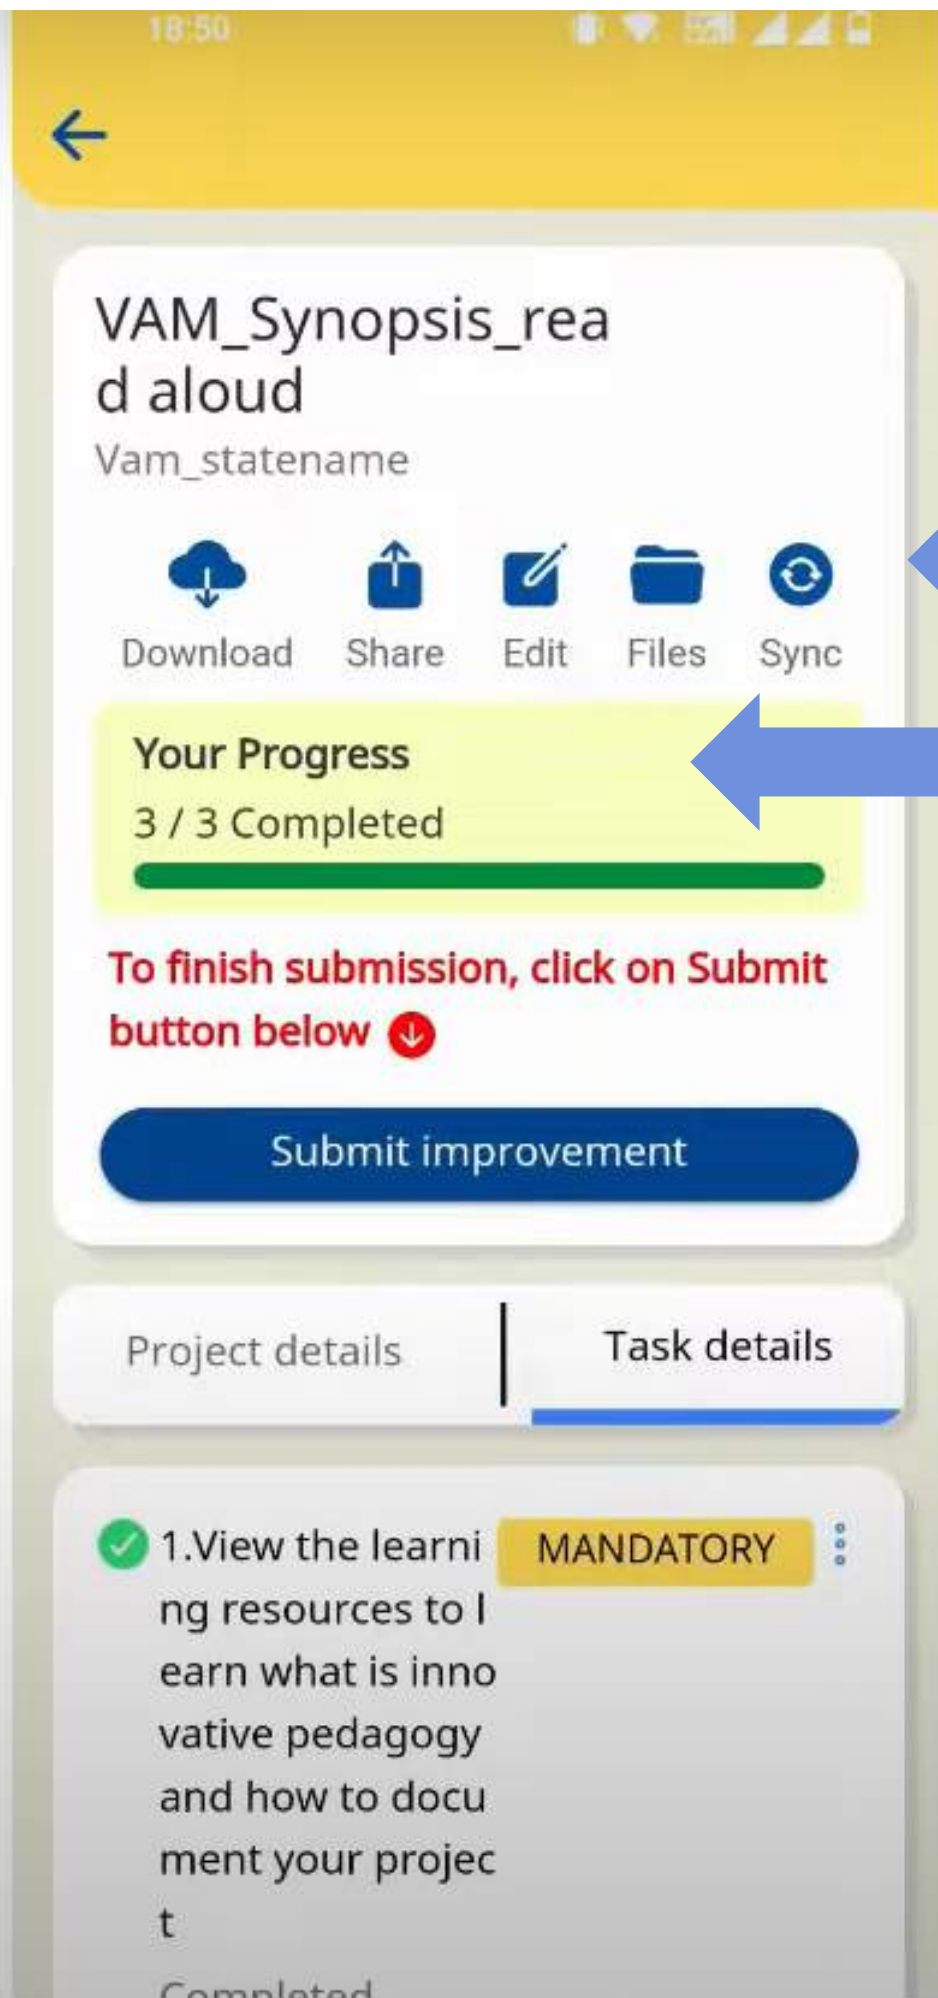 18:50
VAM_Synopsis_rea
d aloud
Vam_statename
Download Share Edit Files Sync
Your Progress
3 / 3 Completed
To finish submission, click on Submit
button below
Submit improvement
Project details Task details
1.View the learni MANDATORY
ng resources to l
earn what is inno
vative pedagogy
and how to docu
ment your projec
t
Completed